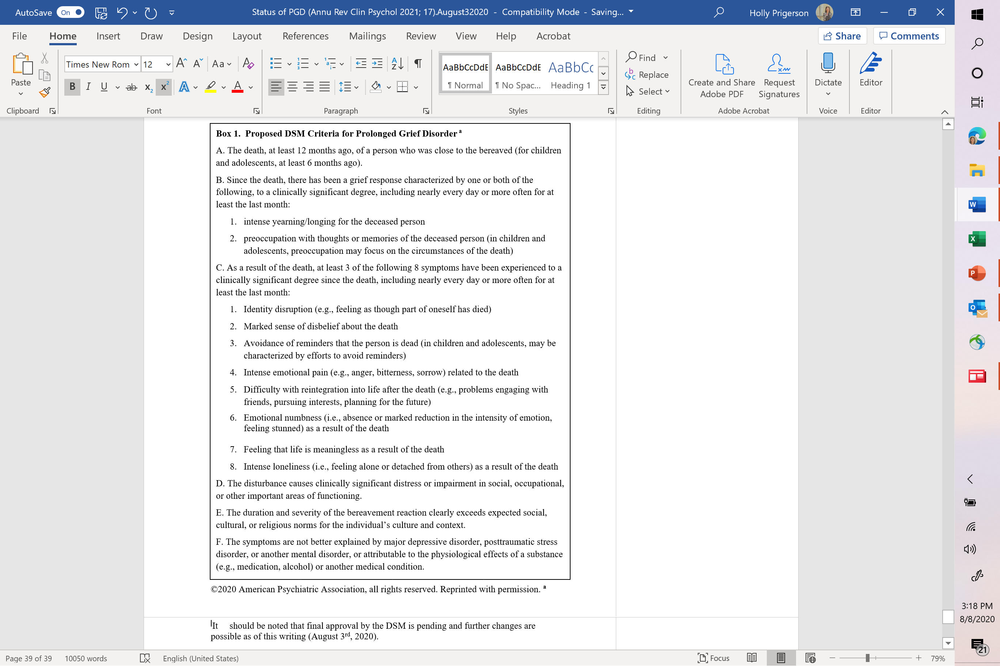 AutoSave On Status of PGD (Annu Rev Clin Psychol 2021; 17).August32020 - Compatibility Mode - Saving... Holly Prigerson
File Home Insert Draw Design Layout References Mailings Review View Help Acrobat Share Comments
Paste
Clipboard
Times New Rom 12
Aa
B I U ab x2 x2 A A
Font
Paragraph
AaBbCcDdE AaBbCcDdE AaBbCc
¶ Normal ¶ No Spac... Heading 1
Styles
Find
Replace
Select
Editing
Create and Share Adobe PDF
Request Signatures
Adobe Acrobat
Dictate
Voice
Editor
Editor
Box 1. Proposed DSM Criteria for Prolonged Grief Disorder a
A. The death, at least 12 months ago, of a person who was close to the bereaved (for children
and adolescents, at least 6 months ago).
B. Since the death, there has been a grief response characterized by one or both of the
following, to a clinically significant degree, including nearly every day or more often for at
least the last month:
1. intense yearning/longing for the deceased person
2. preoccupation with thoughts or memories of the deceased person (in children and
adolescents, preoccupation may focus on the circumstances of the death)
C. As a result of the death, at least 3 of the following 8 symptoms have been experienced to a
clinically significant degree since the death, including nearly every day or more often for at
least the last month:
1. Identity disruption (e.g., feeling as though part of oneself has died)
2. Marked sense of disbelief about the death
3. Avoidance of reminders that the person is dead (in children and adolescents, may be
characterized by efforts to avoid reminders)
4. Intense emotional pain (e.g., anger, bitterness, sorrow) related to the death
5. Difficulty with reintegration into life after the death (e.g., problems engaging with
friends, pursuing interests, planning for the future)
6. Emotional numbness (i.e., absence or marked reduction in the intensity of emotion,
feeling stunned) as a result of the death
7. Feeling that life is meaningless as a result of the death
8. Intense loneliness (i.e., feeling alone or detached from others) as a result of the death
D. The disturbance causes clinically significant distress or impairment in social, occupational,
or other important areas of functioning.
E. The duration and severity of the bereavement reaction clearly exceeds expected social,
cultural, or religious norms for the individual’s culture and context.
F. The symptoms are not better explained by major depressive disorder, posttraumatic stress
disorder, or another mental disorder, or attributable to the physiological effects of a substance
(e.g., medication, alcohol) or another medical condition.
©2020 American Psychiatric Association, all rights reserved. Reprinted with permission. a
It should be noted that final approval by the DSM is pending and further changes are
possible as of this writing (August 3rd, 2020).
Page 39 of 39 10050 words English (United States) Focus 79%
3:18 PM
8/8/2020
21